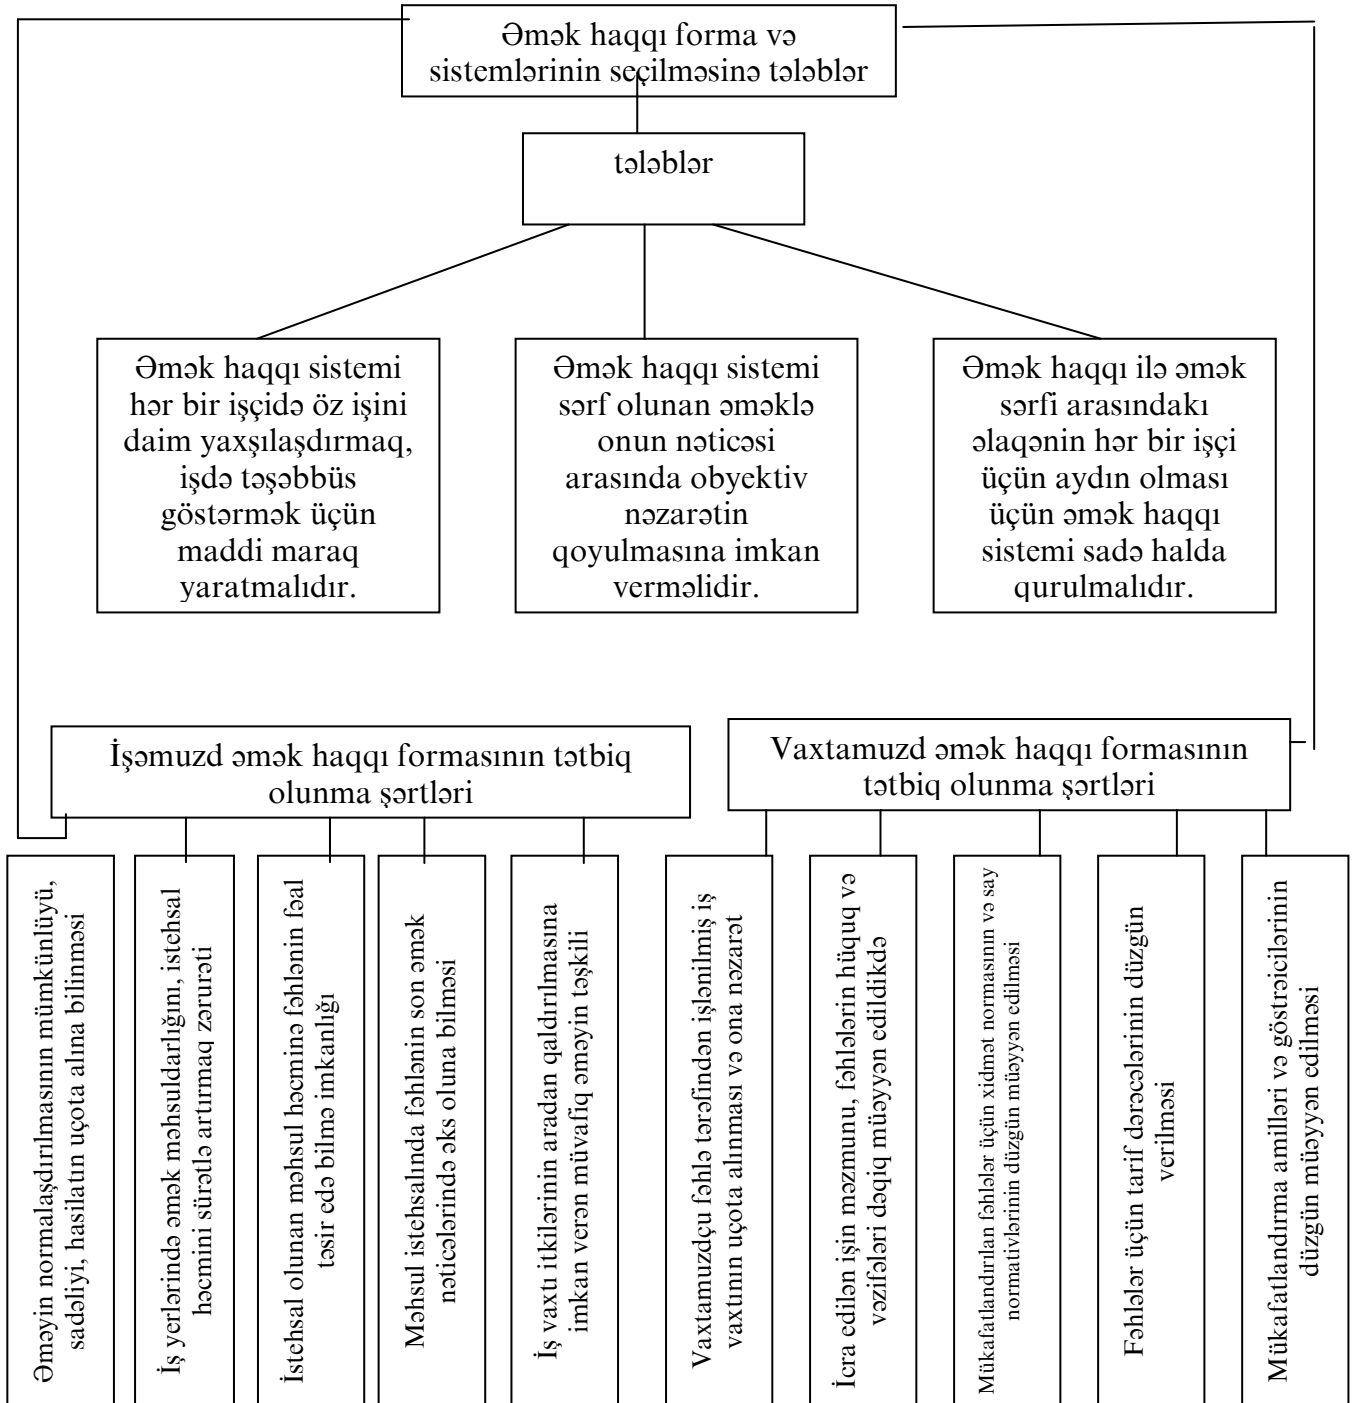 Əmək haqqı forma və
sistemlərinin seçilməsinə tələblər
tələblər
Əmək haqqı sistemi
hər bir işçidə öz işini
daim yaxşılaşdırmaq,
işdə təşəbbüs
göstərmək üçün
maddi maraq
yaratmalıdır.
Əmək haqqı sistemi
sərf olunan əməklə
onun nəticəsi
arasında obyektiv
nəzarətin
qoyulmasına imkan
verməlidir.
Əmək haqqı ilə əmək
sərfi arasındakı
əlaqənin hər bir işçi
üçün aydın olması
üçün əmək haqqı
sistemi sadə halda
qurulmalıdır.
İşəmuzd əmək haqqı formasının tətbiq
olunma şərtləri
Vaxtamuzd əmək haqqı formasının
tətbiq olunma şərtləri
Əməyin normalaşdırılmasının mümkünlüyü,
sadəliyi, hasilatın uçota alına bilinməsi
İş yerlərində əmək məhsuldarlığını, istehsal
həcmini sürətlə artırmaq zərurəti
İstehsal olunan məhsul həcminə fəhlənin fəal
təsir edə bilmə imkanlığı
Məhsul istehsalında fəhlənin son əmək
nəticələrində əks oluna bilməsi
İş vaxtı itkilərinin aradan qaldırılmasına
imkan verən müvafiq əməyin təşkili
Vaxtamuzdçu fəhlə tərəfindən işlənilmiş iş
vaxtının uçota alınması və ona nəzarət
İcra edilən işin məzmunu, fəhlələrin hüquq və
vəzifələri dəqiq müəyyən edildikdə
Mükafatlandırılan fəhlələr üçün xidmət normasının və say
normativlərinin düzgün müəyyən edilməsi
Fəhlələr üçün tarif dərəcələrinin düzgün
verilməsi
Mükafatlandırma amilləri və göstrəicilərinin
düzgün müəyyən edilməsi